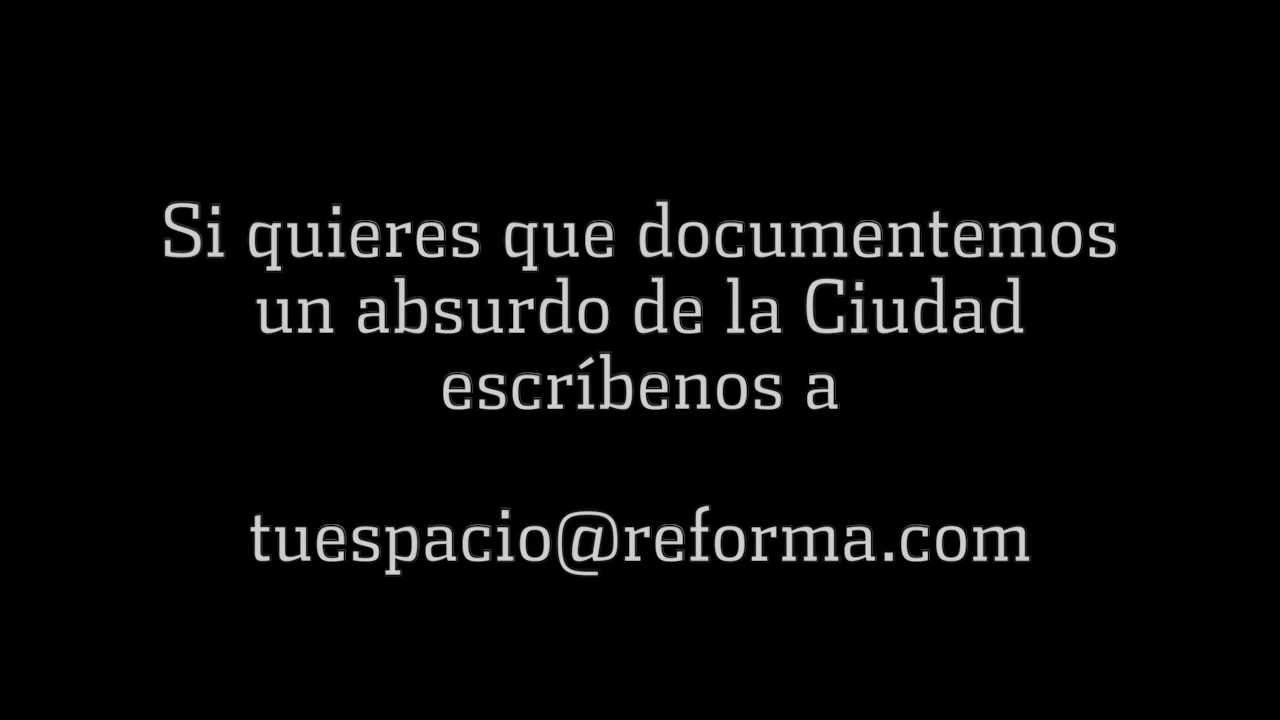 Si quieres que documentemos
un absurdo de la Ciudad
escríbenos a
tuespacio@reforma.com